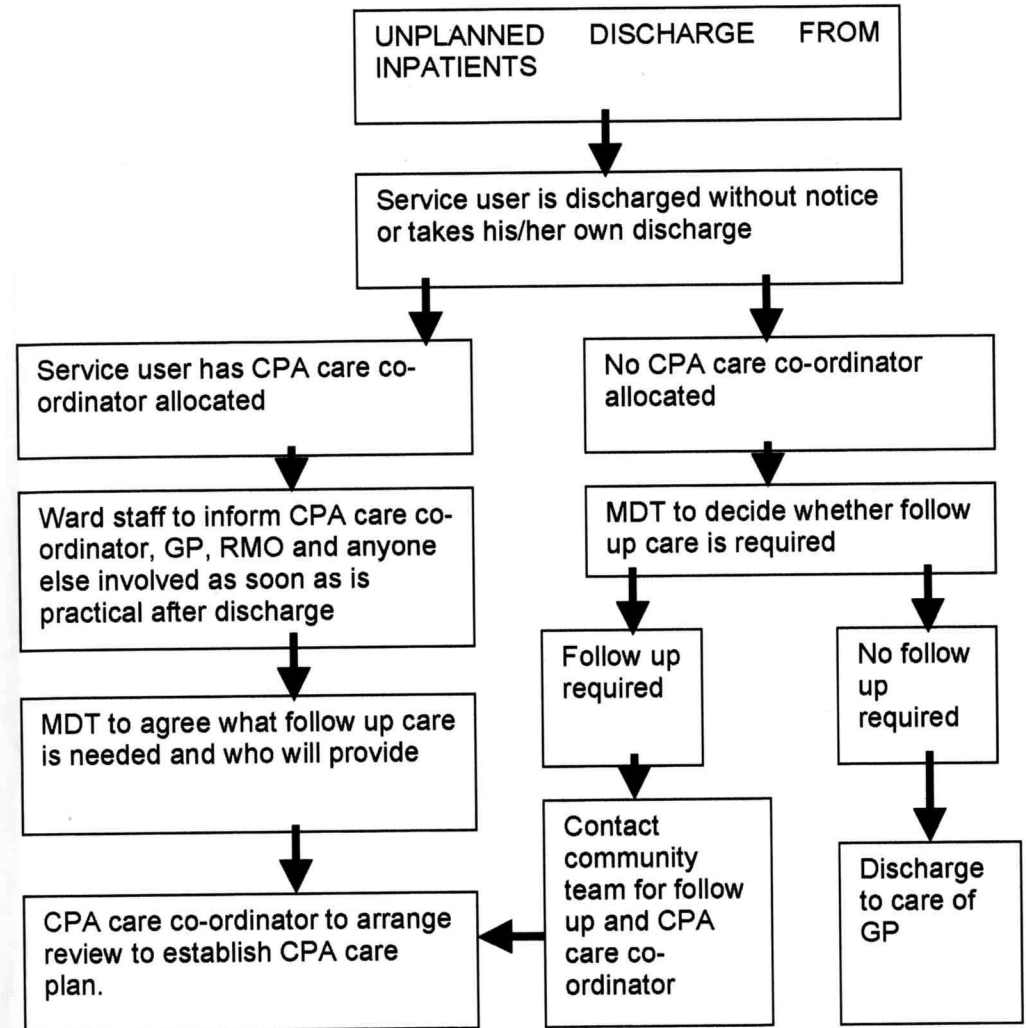 UNPLANNED DISCHARGE FROM
INPATIENTS
Service user is discharged without notice
or takes his/her own discharge
Service user has CPA care co-
ordinator allocated
No CPA care co-ordinator
allocated
Ward staff to inform CPA care co-
ordinator, GP, RMO and anyone
else involved as soon as is
practical after discharge
MDT to decide whether follow
up care is required
Follow up
required
No follow
up
required
MDT to agree what follow up care
is needed and who will provide
Contact
community
team for follow
up and CPA
care co-
ordinator
Discharge
to care of
GP
CPA care co-ordinator to arrange
review to establish CPA care
plan.